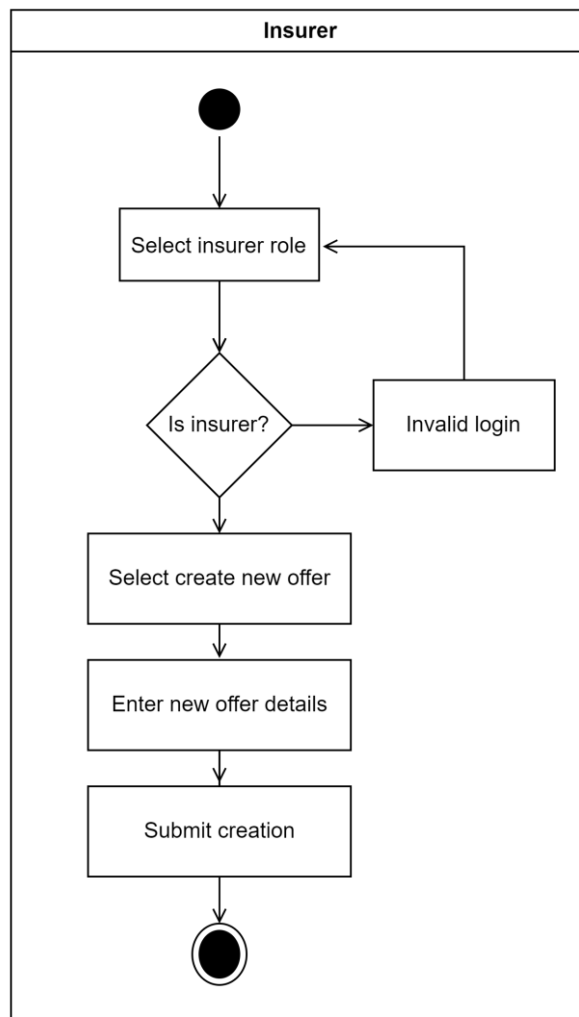 Insurer
Select insurer role
Is insurer?
Invalid login
Select create new offer
Enter new offer details
Submit creation